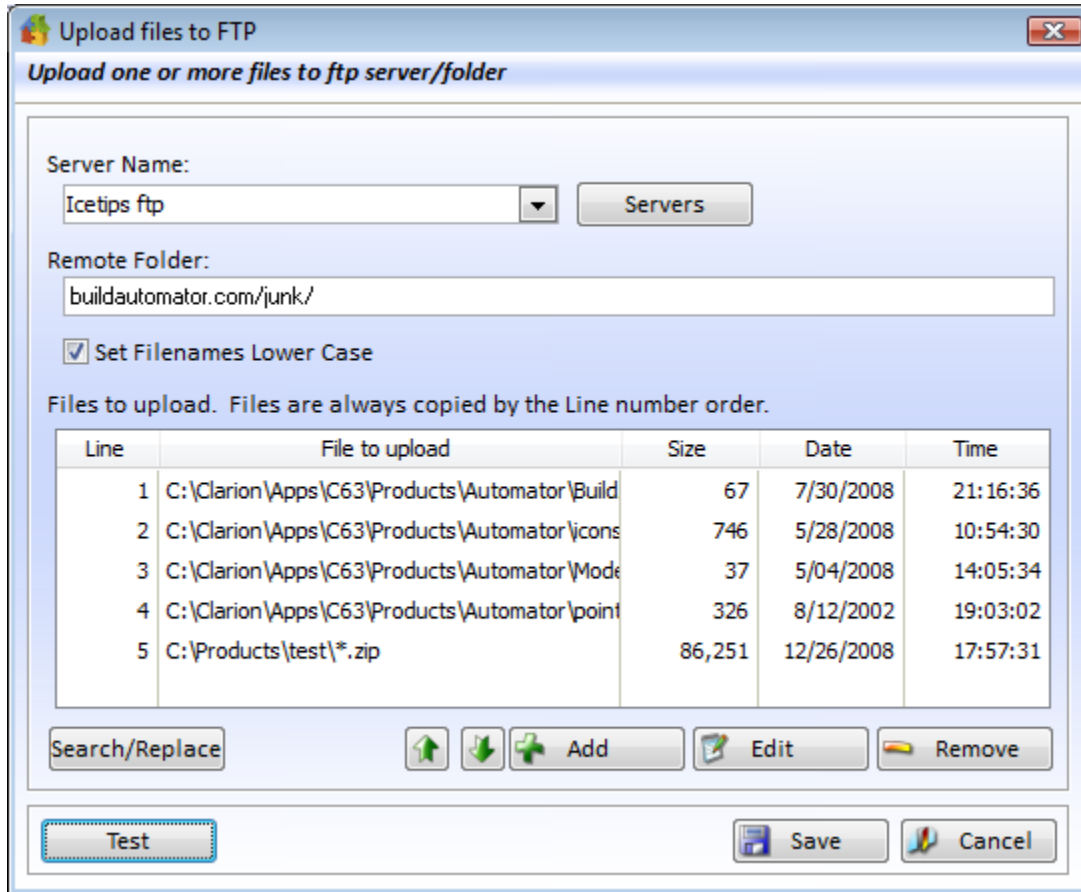 Upload files to FTP
Upload one or more files to ftp server/folder
Server Name:
Icetips ftp Servers
Remote Folder:
buildautomator.com/junk/
Set Filenames Lower Case
Files to upload. Files are always copied by the Line number order.
Line File to upload Size Date Time
1 C:\Clarion\Apps\C63\Products\Automator\Build 67 7/30/2008 21:16:36
2 C:\Clarion\Apps\C63\Products\Automator\icons 746 5/28/2008 10:54:30
3 C:\Clarion\Apps\C63\Products\Automator\Mode 37 5/04/2008 14:05:34
4 C:\Clarion\Apps\C63\Products\Automator\point 326 8/12/2002 19:03:02
5 C:\Products\test\*.zip 86,251 12/26/2008 17:57:31
Search/Replace Add Edit Remove
Test Save Cancel